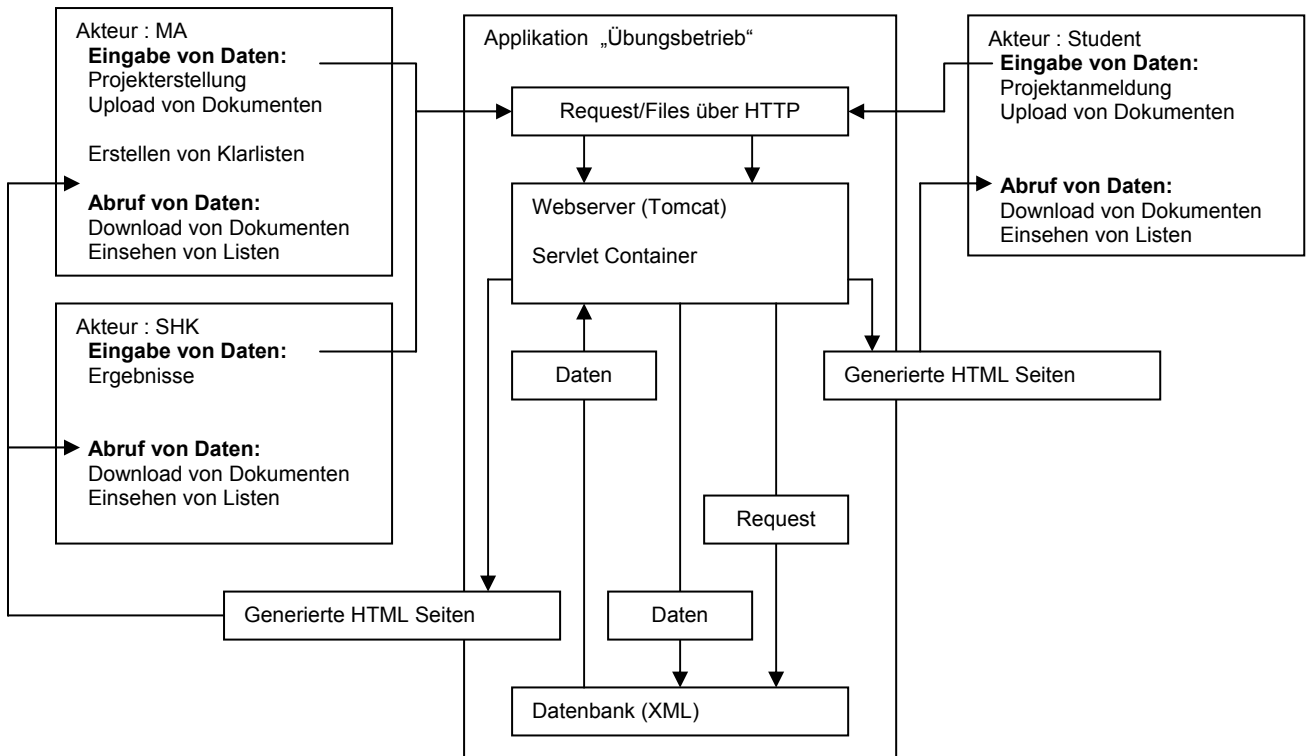 Akteur : MA
Eingabe von Daten:
Projekterstellung
Upload von Dokumenten
Erstellen von Klarlisten
Abruf von Daten:
Download von Dokumenten
Einsehen von Listen
Akteur : SHK
Eingabe von Daten:
Ergebnisse
Abruf von Daten:
Download von Dokumenten
Einsehen von Listen
Generierte HTML Seiten
Applikation „Übungsbetrieb“
Request/Files über HTTP
Webserver (Tomcat)
Servlet Container
Daten
Request
Daten
Datenbank (XML)
Akteur : Student
Eingabe von Daten:
Projektanmeldung
Upload von Dokumenten
Abruf von Daten:
Download von Dokumenten
Einsehen von Listen
Generierte HTML Seiten